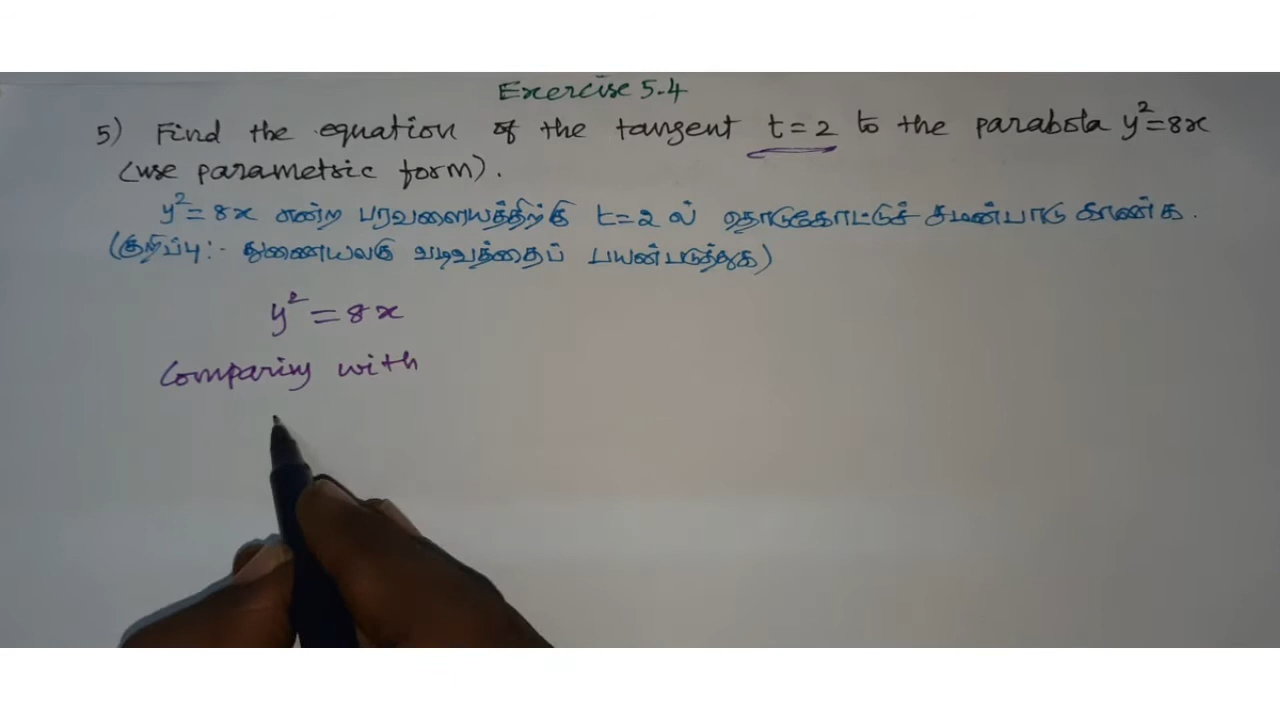 Exercise 5.4
5) Find the equation of the tangent t = 2 to the parabola y² = 8x
(use parametric form).
y² = 8x என்ற பரவளையத்திற்கு t = 2 ல் தொடுகோட்டுச் சமன்பாடு காண்க.
(குறிப்பு:- துணையலகு வடிவத்தைப் பயன்படுத்துக)
y² = 8x
Comparing with